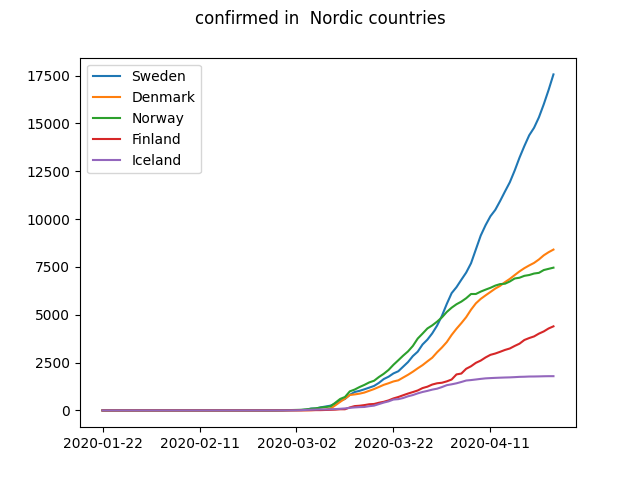 confirmed in  Nordic countries
17500
15000
12500
10000
7500
5000
2500
0
Sweden
Denmark
Norway
Finland
Iceland
2020-01-22 2020-02-11 2020-03-02 2020-03-22 2020-04-11